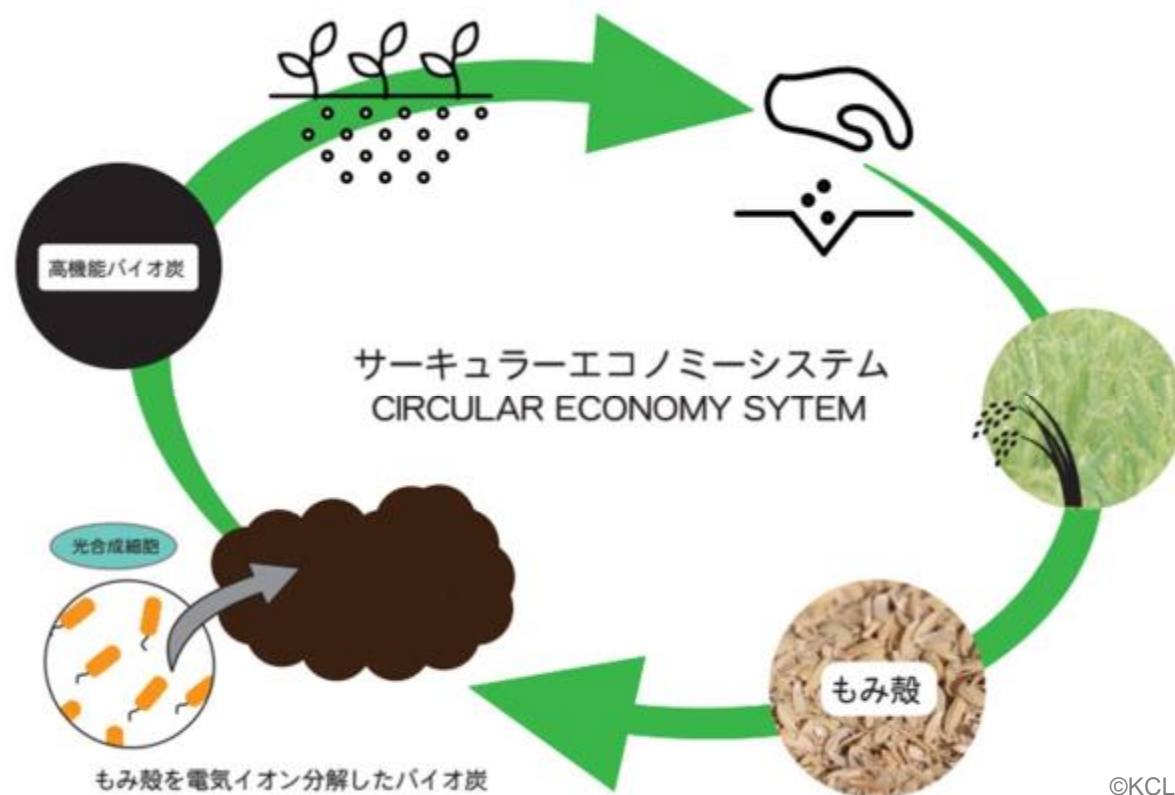 高機能バイオ炭
サーキュラーエコノミーシステム
CIRCULAR ECONOMY SYTEM
光合成細胞
もみ殻
もみ殻を電気イオン分解したバイオ炭
©KCL